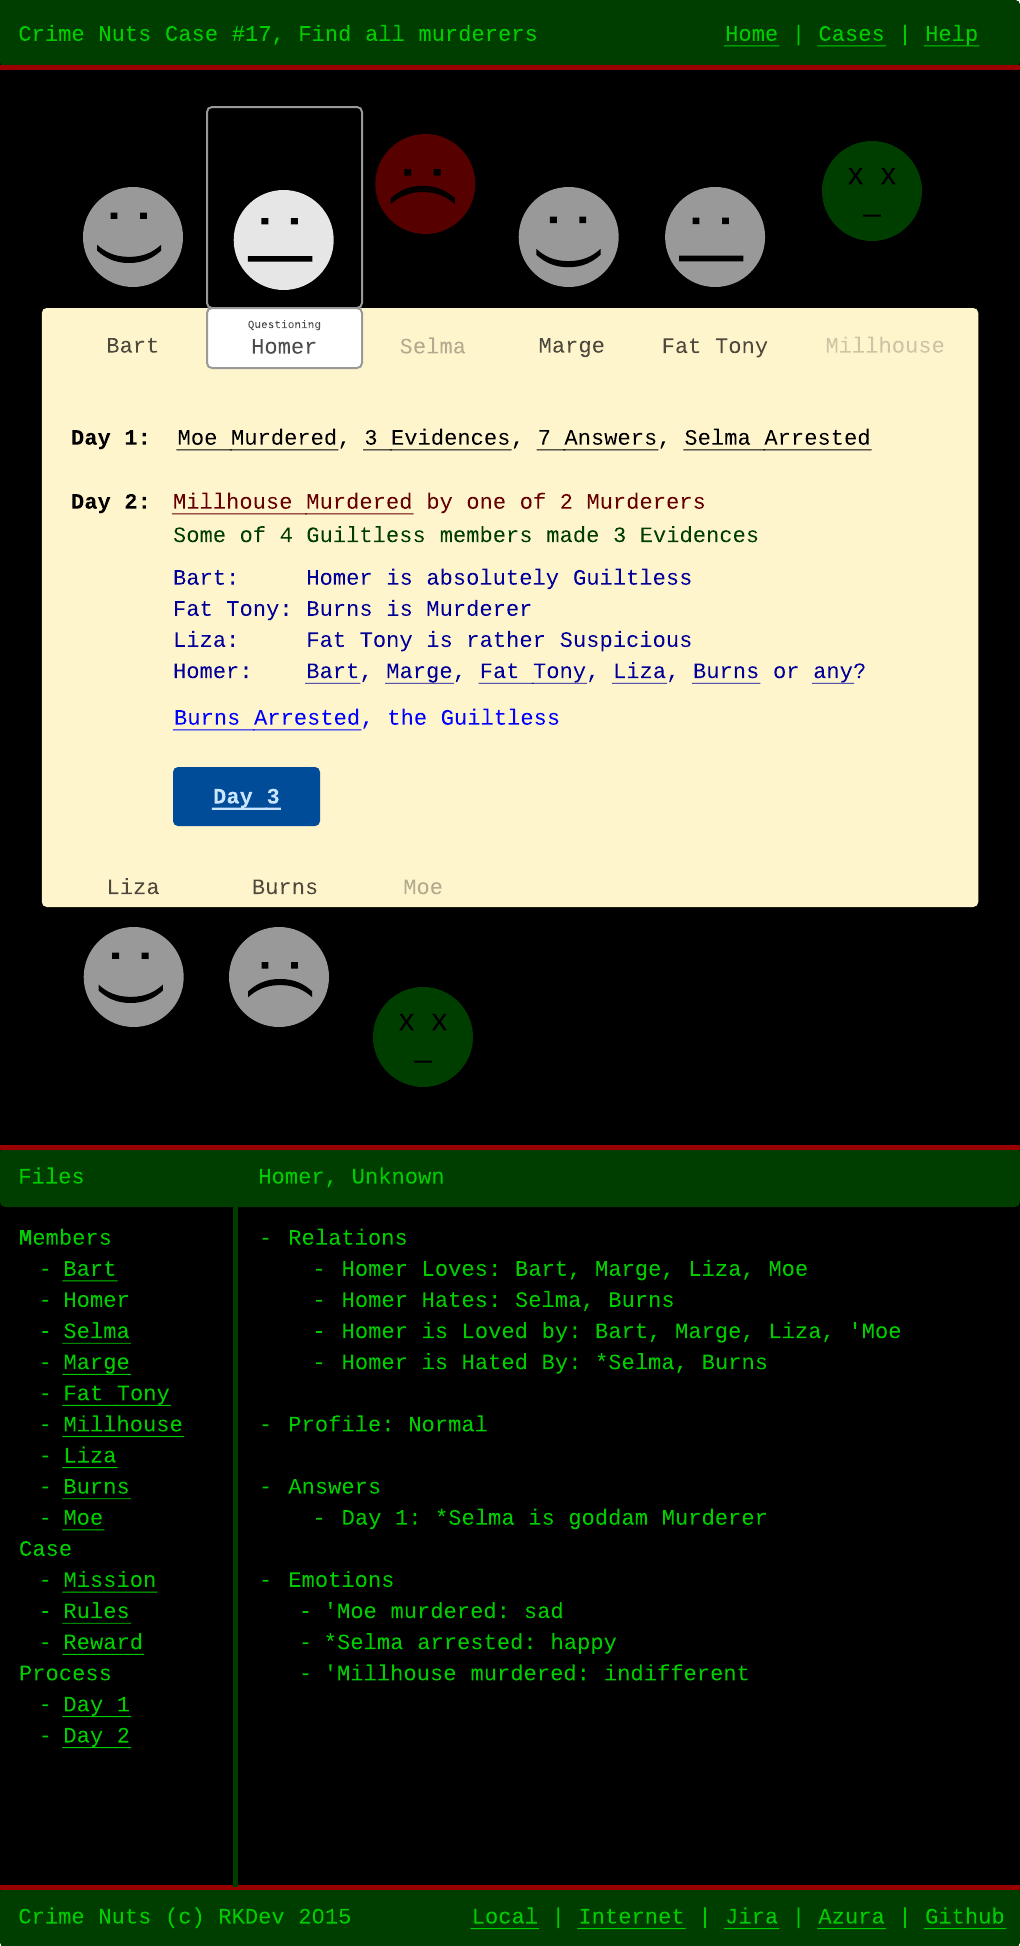 Crime Nuts Case #17, Find all murderers Home | Cases | Help
x x
Questioning
Bart Homer Selma Marge Fat Tony Millhouse
Day 1: Moe Murdered, 3 Evidences, 7 Answers, Selma Arrested
Day 2: Millhouse Murdered by one of 2 Murderers
Some of 4 Guiltless members made 3 Evidences
Bart: Homer is absolutely Guiltless
Fat Tony: Burns is Murderer
Liza: Fat Tony is rather Suspicious
Homer: Bart, Marge, Fat Tony, Liza, Burns or any?
Burns Arrested, the Guiltless
Day 3
Liza Burns Moe
x x
Files Homer, Unknown
Members
- Bart
- Homer
- Selma
- Marge
- Fat Tony
- Millhouse
- Liza
- Burns
- Moe
Case
- Mission
- Rules
- Reward
Process
- Day 1
- Day 2
- Relations
- Homer Loves: Bart, Marge, Liza, Moe
- Homer Hates: Selma, Burns
- Homer is Loved by: Bart, Marge, Liza, 'Moe
- Homer is Hated By: *Selma, Burns
- Profile: Normal
- Answers
- Day 1: *Selma is goddam Murderer
- Emotions
- 'Moe murdered: sad
- *Selma arrested: happy
- 'Millhouse murdered: indifferent
Crime Nuts (c) RKDev 2O15 Local | Internet | Jira | Azura | Github